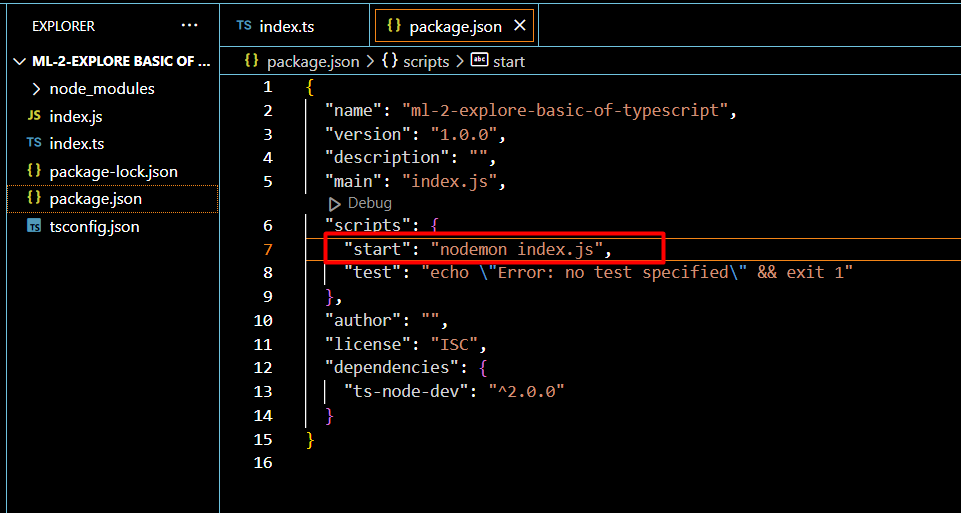 EXPLORER ...
ML-2-EXPLORE BASIC OF ...
node_modules
JS index.js
TS index.ts
{} package-lock.json
{} package.json
TS tsconfig.json
TS index.ts
{} package.json ×
{} package.json > {} scripts > abc start
1 {
2 "name": "ml-2-explore-basic-of-typescript",
3 "version": "1.0.0",
4 "description": "",
5 "main": "index.js",
Debug
6 "scripts": {
7 "start": "nodemon index.js",
8 "test": "echo \"Error: no test specified\" && exit 1"
9 },
10 "author": "",
11 "license": "ISC",
12 "dependencies": {
13 "ts-node-dev": "^2.0.0"
14 }
15 }
16